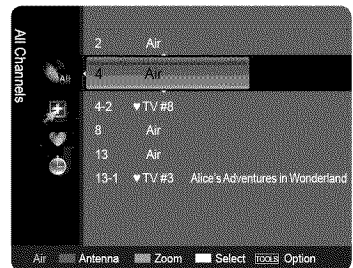 All Channels
All
2 Air
4 Air
4-2 ♥ TV #8
8 Air
13 Air
13-1 ♥ TV #3 Alice's Adventures in Wonderland
Air Antenna Zoom Select TOOLS Option